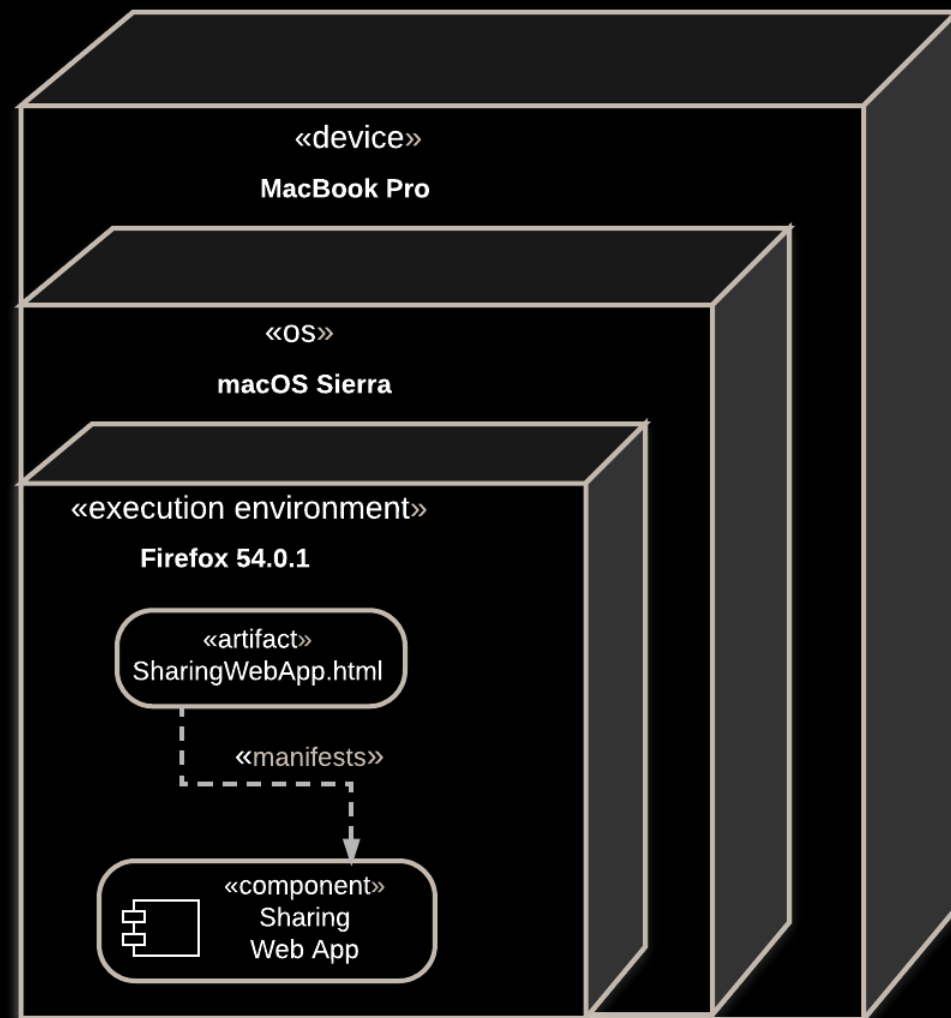 «device»
MacBook Pro
«os»
macOS Sierra
«execution environment»
Firefox 54.0.1
«artifact»
SharingWebApp.html
«manifests»
«component»
Sharing
Web App